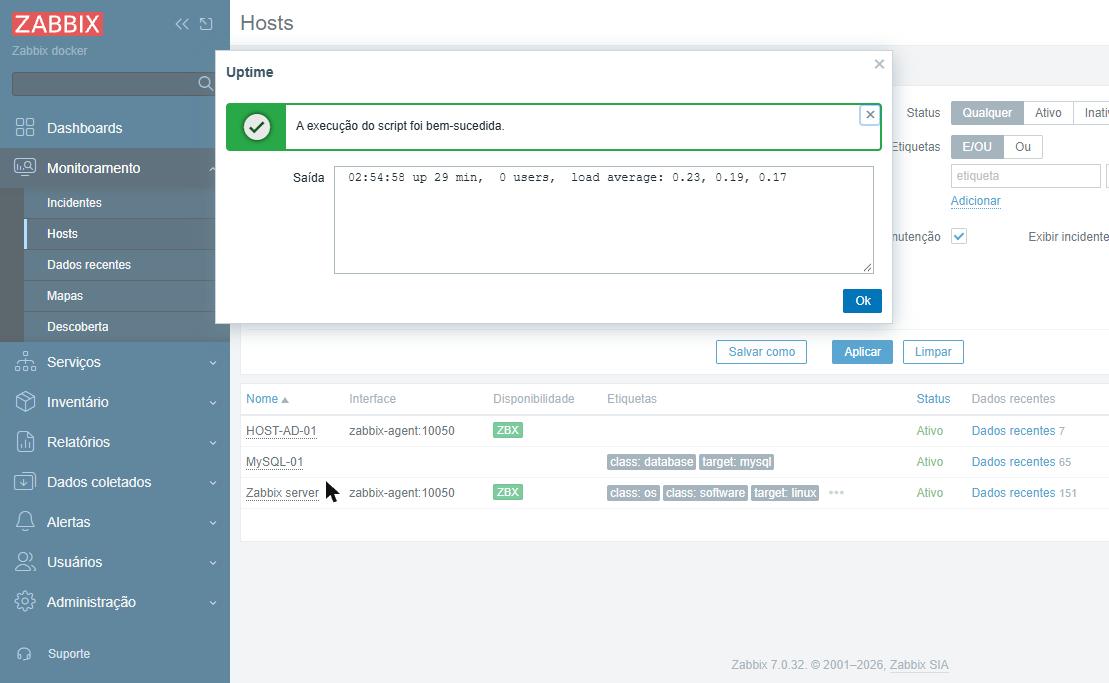 ZABBIX
Zabbix docker
Dashboards
Monitoramento
Incidentes
Hosts
Dados recentes
Mapas
Descoberta
Serviços
Inventário
Relatórios
Dados coletados
Alertas
Usuários
Administração
Suporte
Hosts
Uptime
A execução do script foi bem-sucedida.
Saída
02:54:58 up 29 min,  0 users,  load average: 0.23, 0.19, 0.17
Ok
Status Qualquer Ativo Inati
Etiquetas E/OU Ou
etiqueta
Adicionar
nutenção Exibir incidente
Salvar como Aplicar Limpar
Nome Interface Disponibilidade Etiquetas Status Dados recentes
HOST-AD-01 zabbix-agent:10050 ZBX Ativo Dados recentes 7
MySQL-01 class: database target: mysql Ativo Dados recentes 65
Zabbix server zabbix-agent:10050 ZBX class: os class: software target: linux ••• Ativo Dados recentes 151
Zabbix 7.0.32. © 2001–2026, Zabbix SIA